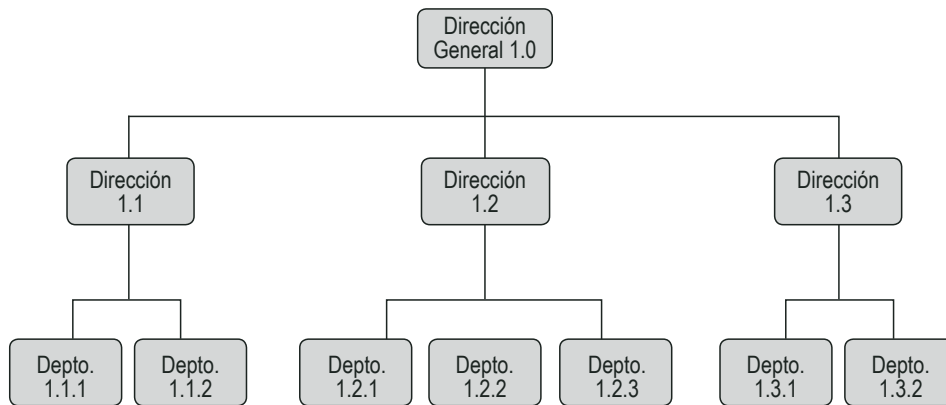 Dirección
General 1.0
Dirección
1.1
Dirección
1.2
Dirección
1.3
Depto.
1.1.1
Depto.
1.1.2
Depto.
1.2.1
Depto.
1.2.2
Depto.
1.2.3
Depto.
1.3.1
Depto.
1.3.2